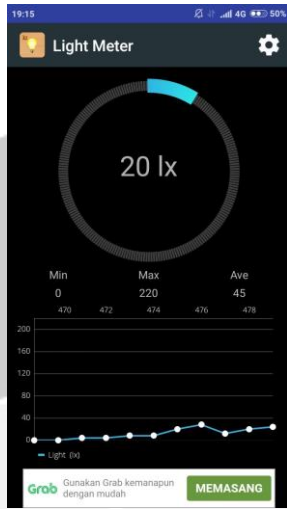 19:15 4G 50%
Light Meter
20 lx
Min Max Ave
0 220 45
470 472 474 476 478
200
160
120
80
40
0
Light (lx)
Grab Gunakan Grab kemanapun
dengan mudah
MEMASANG